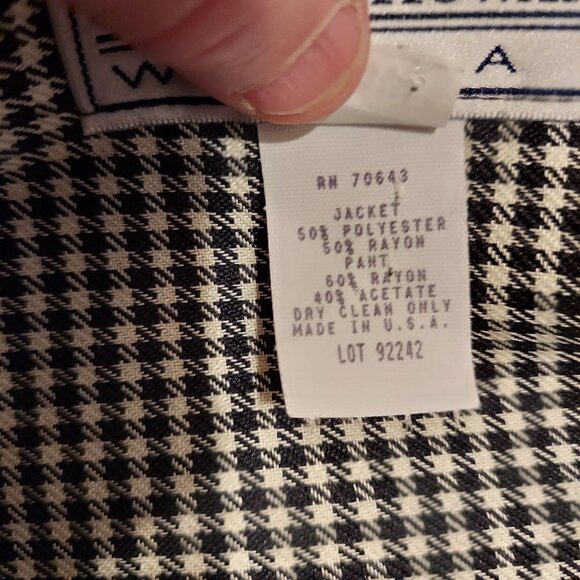 W A
RN 70643
JACKET
50% POLYESTER
50% RAYON
PANT
60% RAYON
40% ACETATE
DRY CLEAN ONLY
MADE IN U.S.A.
LOT 92242